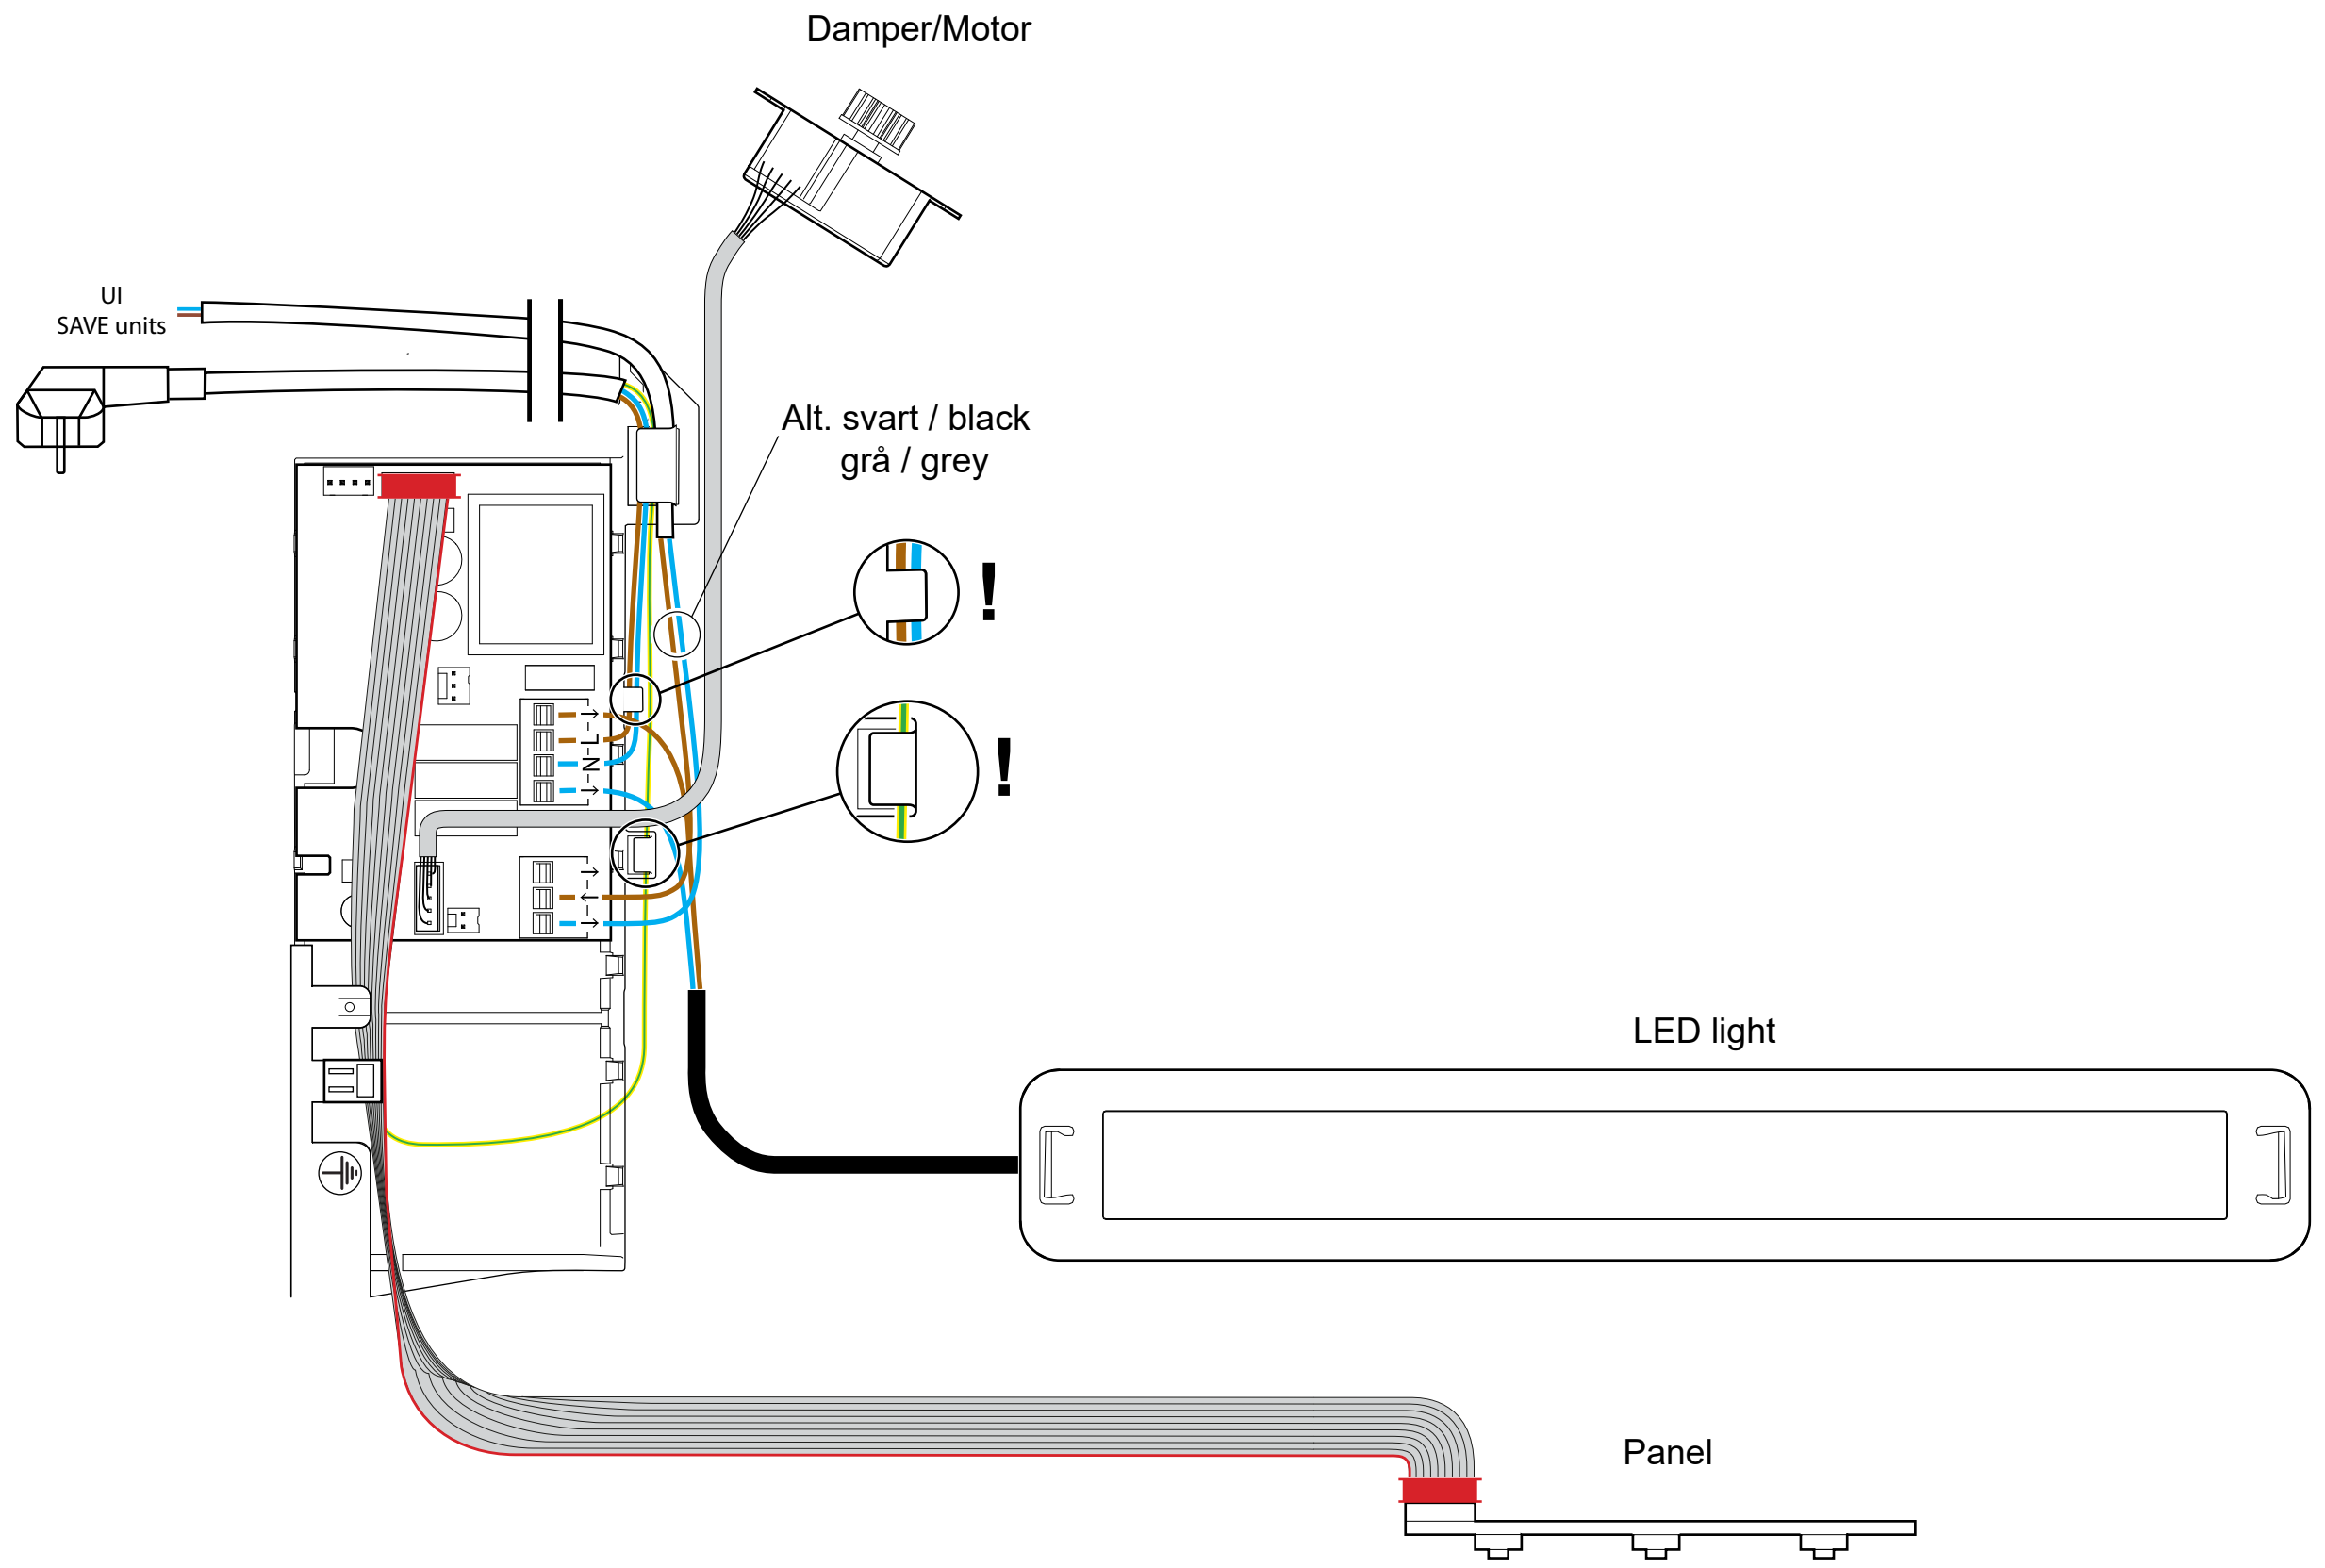 Damper/Motor
UI
SAVE units
Alt. svart / black
grå / grey
!
L
N
!
LED light
Panel